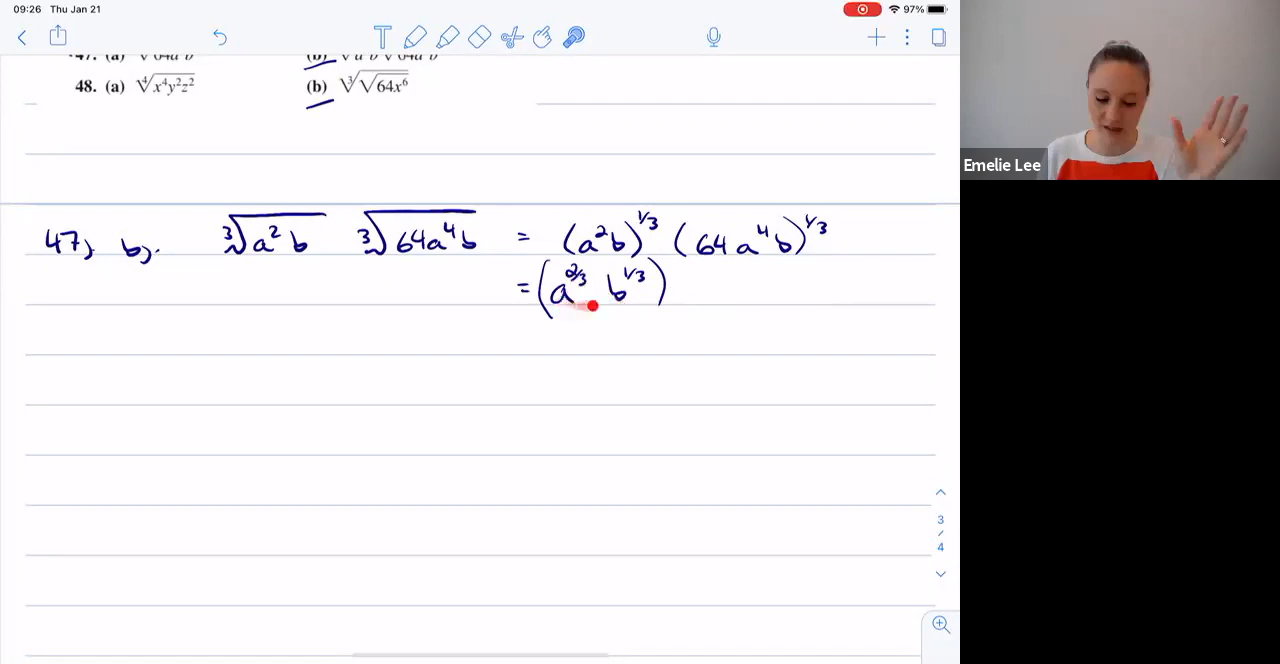 09:26 Thu Jan 21
97%
48. (a) ∜x⁴y²z² (b) ∛√64x⁶
Emelie Lee
47) b). ∛a²b ∛64a⁴b = (a²b)^1/3 (64a⁴b)^1/3
= (a^2/3 b^1/3)
3
/
4